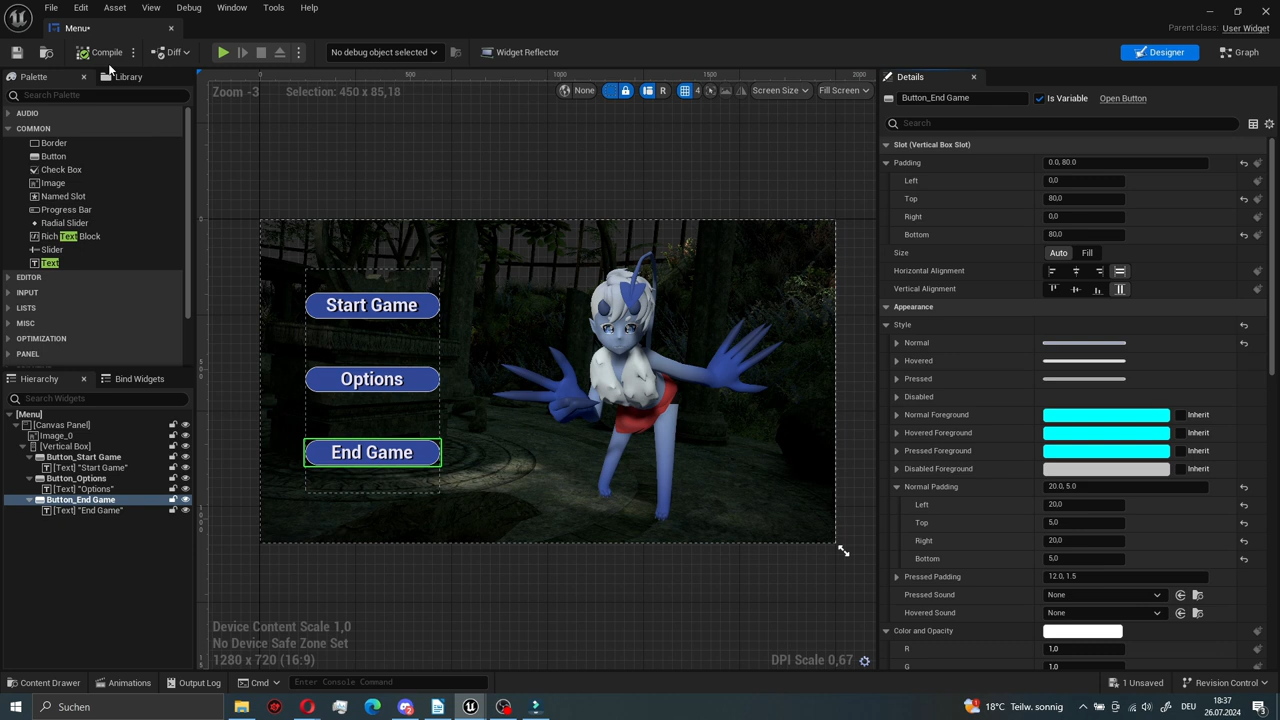 File Edit Asset View Debug Window Tools Help
Menu•
Parent class: User Widget
Compile Diff No debug object selected Widget Reflector Designer Graph
Palette Library
Search Palette
AUDIO
COMMON
Border
Button
Check Box
Image
Named Slot
Progress Bar
Radial Slider
Rich Text Block
Slider
Text
EDITOR
INPUT
LISTS
MISC
OPTIMIZATION
PANEL
Hierarchy Bind Widgets
Search Widgets
[Menu]
[Canvas Panel]
Image_0
[Vertical Box]
Button_Start Game
[Text] "Start Game"
Button_Options
[Text] "Options"
Button_End Game
[Text] "End Game"
0 500 1000 1500 2000
Zoom -3 Selection: 450 x 85,18
None R 4 Screen Size Fill Screen
Start Game
Options
End Game
Device Content Scale 1,0
No Device Safe Zone Set
1280 x 720 (16:9)
DPI Scale 0,67
Details
Button_End Game Is Variable Open Button
Search
Slot (Vertical Box Slot)
Padding 0.0, 80.0
Left 0,0
Top 80,0
Right 0,0
Bottom 80,0
Size Auto Fill
Horizontal Alignment
Vertical Alignment
Appearance
Style
Normal
Hovered
Pressed
Disabled
Normal Foreground Inherit
Hovered Foreground Inherit
Pressed Foreground Inherit
Disabled Foreground Inherit
Normal Padding 20.0, 5.0
Left 20,0
Top 5,0
Right 20,0
Bottom 5,0
Pressed Padding 12.0, 1.5
Pressed Sound None
Hovered Sound None
Color and Opacity
R 1,0
G 1,0
Content Drawer Animations Output Log Cmd Enter Console Command 1 Unsaved Revision Control
Suchen
18°C Teilw. sonnig DEU 18:37
26.07.2024